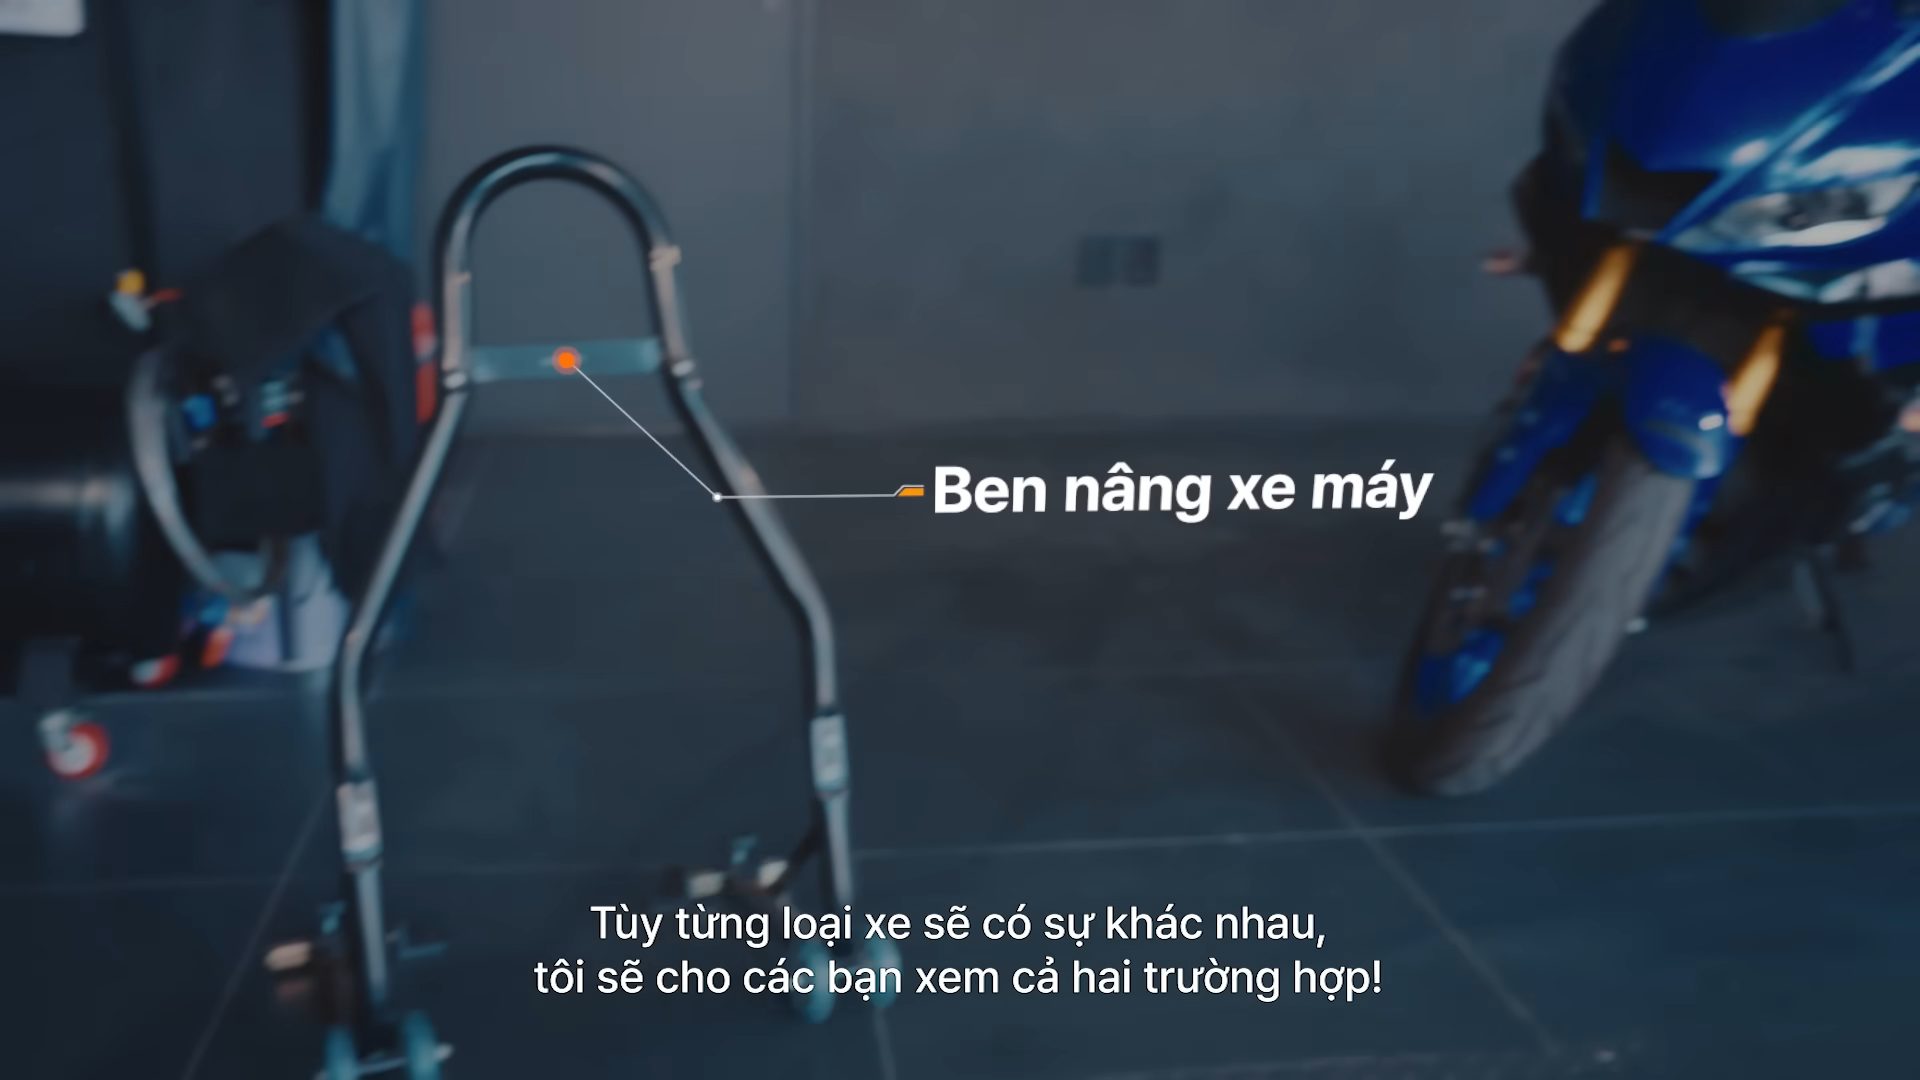 Ben nâng xe máy
Tùy từng loại xe sẽ có sự khác nhau,
tôi sẽ cho các bạn xem cả hai trường hợp!